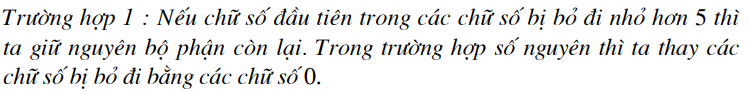 Trường hợp 1 : Nếu chữ số đầu tiên trong các chữ số bị bỏ đi nhỏ hơn 5 thì
ta giữ nguyên bộ phận còn lại. Trong trường hợp số nguyên thì ta thay các
chữ số bị bỏ đi bằng các chữ số 0.